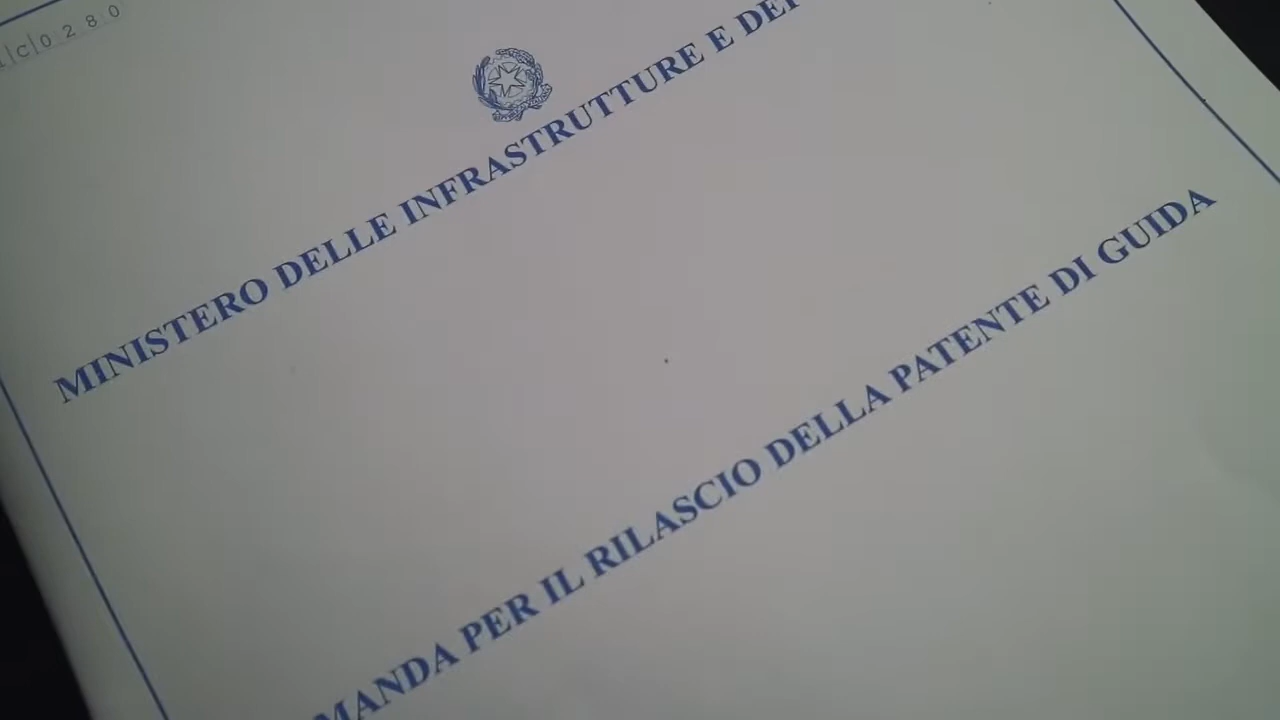 C 0 2 8 0
MINISTERO DELLE INFRASTRUTTURE E DEI
MANDA PER IL RILASCIO DELLA PATENTE DI GUIDA